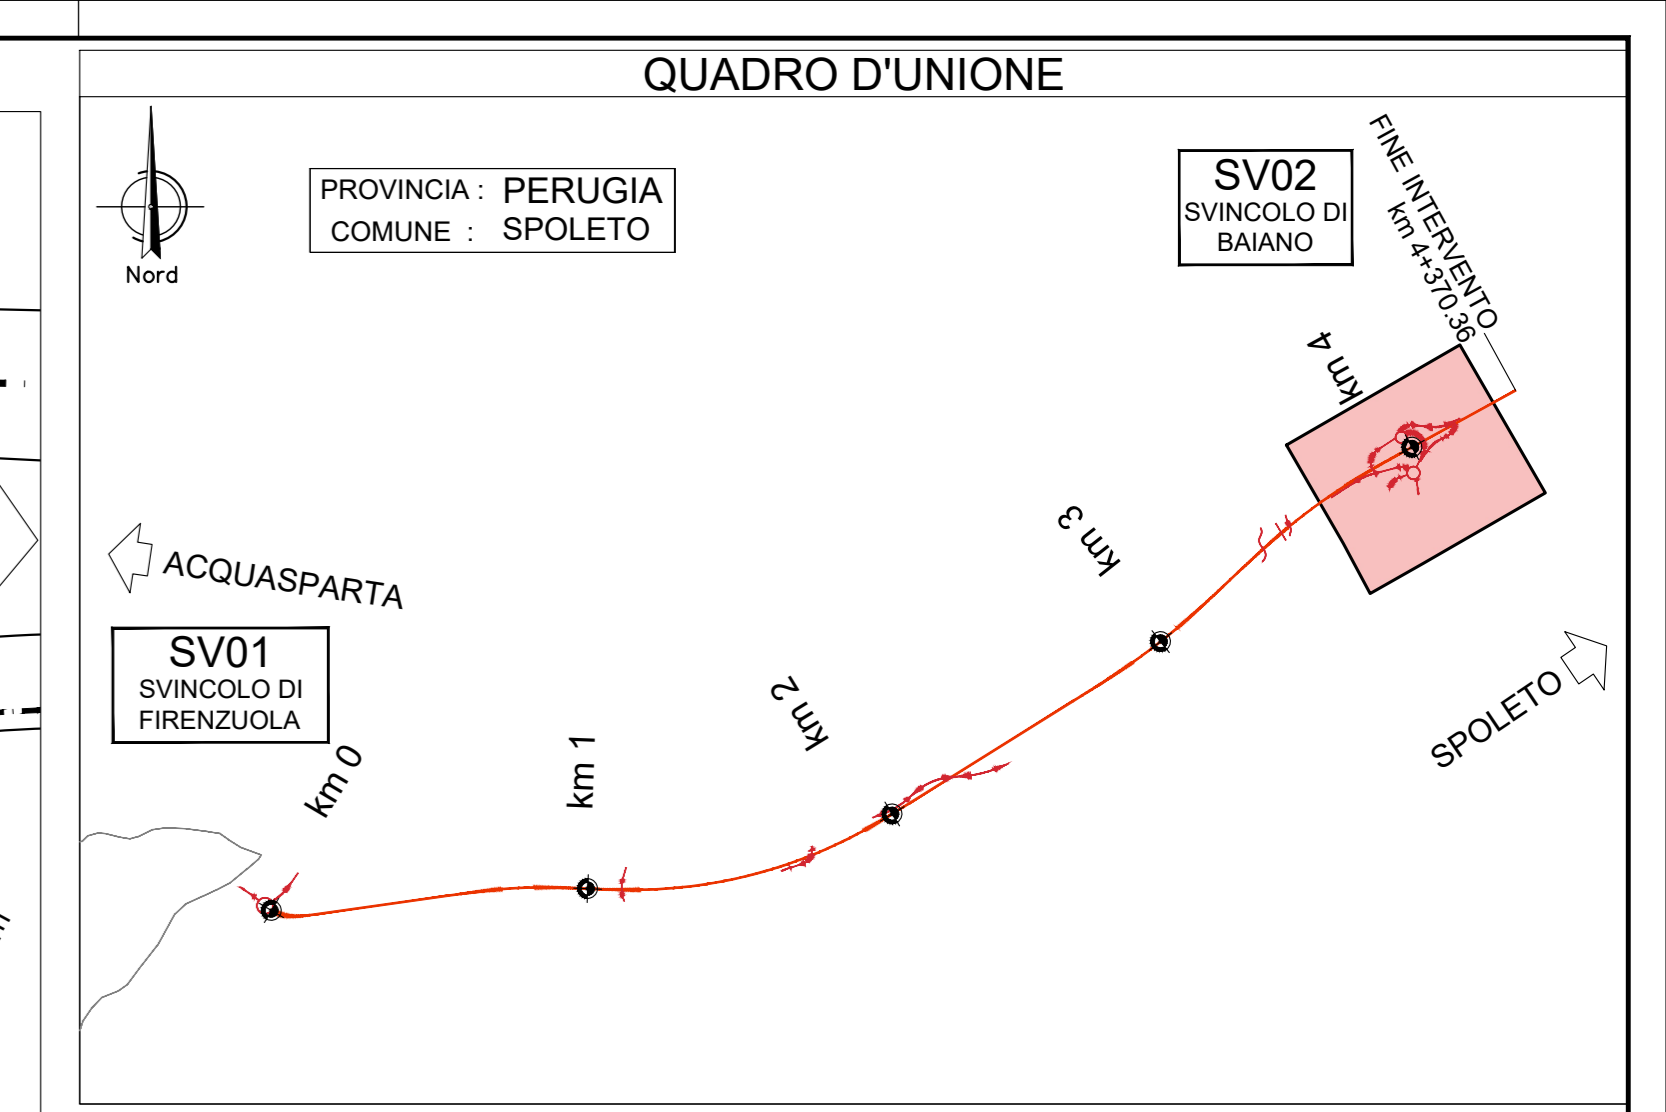 QUADRO D'UNIONE
Nord
PROVINCIA : PERUGIA
COMUNE : SPOLETO
SV02
SVINCOLO DI
BAIANO
FINE INTERVENTO
km 4+370.36
km 4
km 3
ACQUASPARTA
SV01
SVINCOLO DI
FIRENZUOLA
SPOLETO
km 2
km 1
km 0